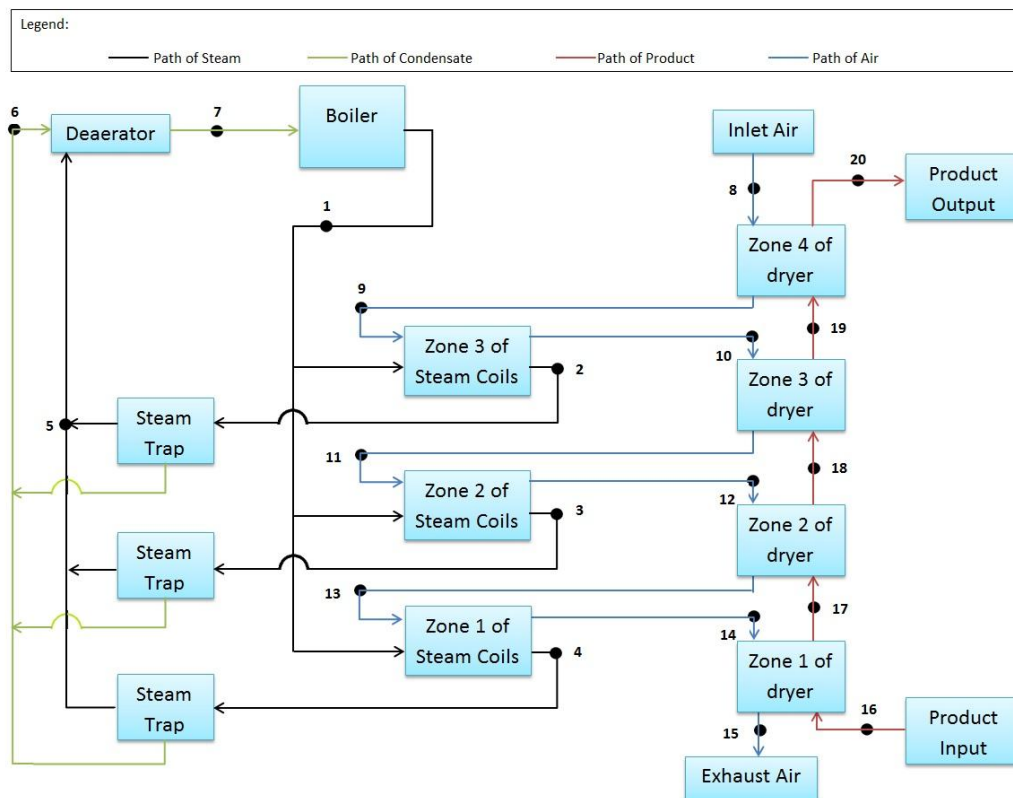 Legend:
Path of Steam
Path of Condensate
Path of Product
Path of Air
6
7
Deaerator
Boiler
Inlet Air
20
Product
Output
8
1
Zone 4 of
dryer
9
19
Zone 3 of
Steam Coils
2
10
Zone 3 of
dryer
5
Steam
Trap
11
18
Zone 2 of
Steam Coils
3
12
Zone 2 of
dryer
Steam
Trap
13
17
Zone 1 of
Steam Coils
4
14
Zone 1 of
dryer
Steam
Trap
15
16
Product
Input
Exhaust Air